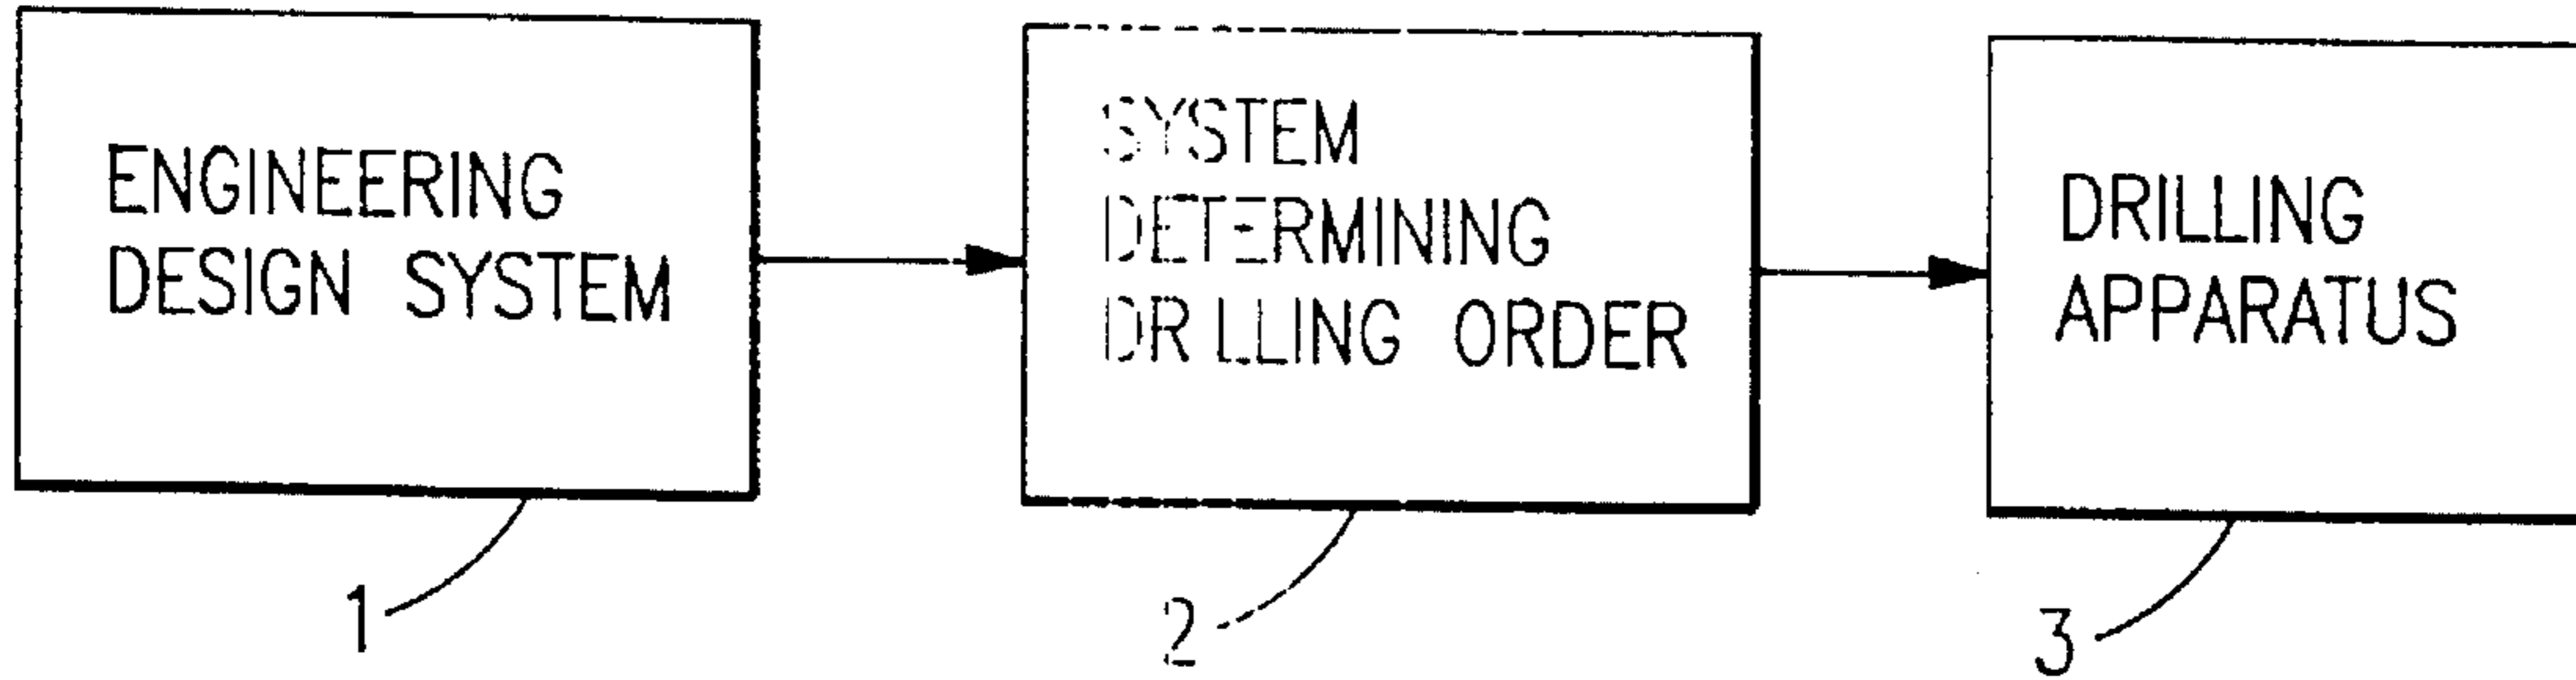 ENGINEERING
DESIGN SYSTEM
SYSTEM
DETERMINING
DRILLING ORDER
DRILLING
APPARATUS
1
2
3